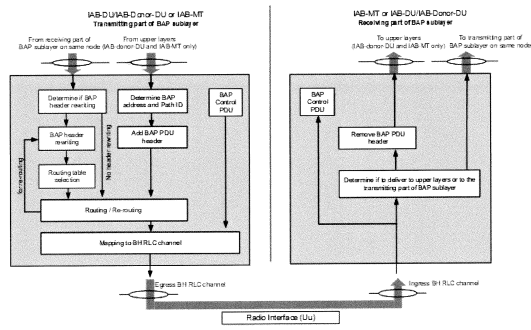 IAB-DU/IAB-Donor-DU or IAB-MT
Transmitting part of BAP sublayer
From receiving part of
BAP sublayer on same node
From upper layers
(IAB donor-DU and IAB-MT only)
Determine if BAP
header rewriting
Determine BAP
address and Path ID
BAP
Control
PDU
BAP header
rewriting
No header rewriting
Add BAP PDU
header
Routing table
selection
For re-routing
Routing / Re-routing
Mapping to BH RLC channel
Egress BH RLC channel
IAB-MT or IAB-DU/IAB-Donor-DU
Receiving part of BAP sublayer
To upper layers
(IAB-donor-DU and IAB-MT only)
To transmitting part of
BAP sublayer on same node
BAP
Control
PDU
Remove BAP PDU
header
Determine if to deliver to upper layers or to the
transmitting part of BAP sublayer
Ingress BH RLC channel
Radio Interface (Uu)